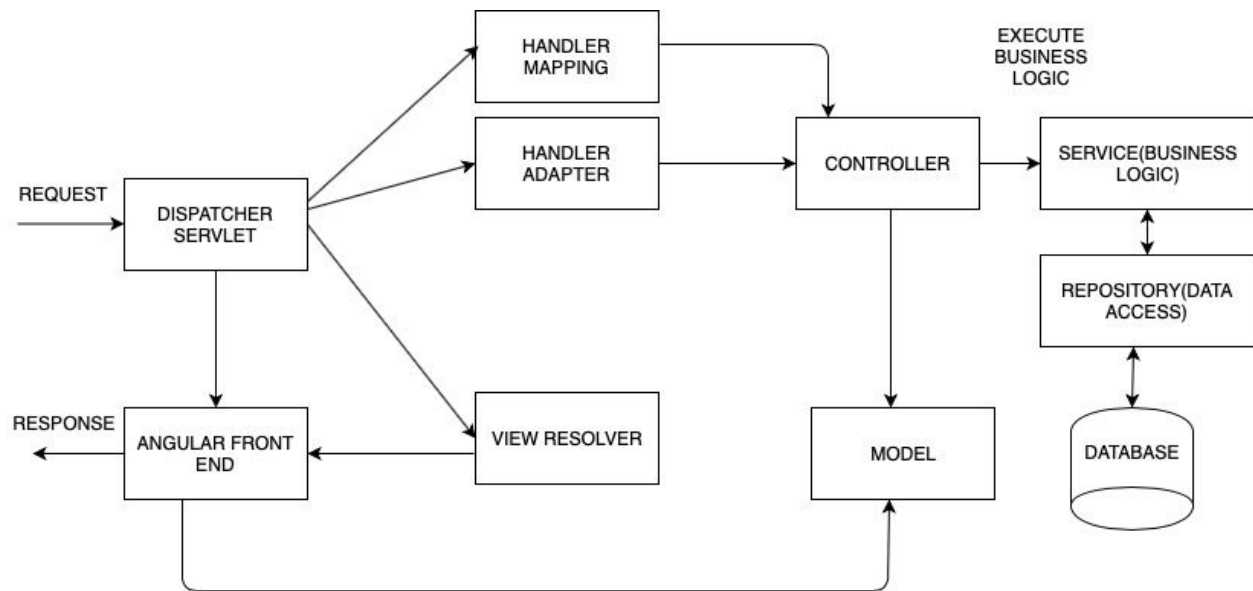 HANDLER
MAPPING
EXECUTE
BUSINESS
LOGIC
HANDLER
ADAPTER
CONTROLLER
SERVICE(BUSINESS
LOGIC)
REQUEST
DISPATCHER
SERVLET
REPOSITORY(DATA
ACCESS)
RESPONSE
ANGULAR FRONT
END
VIEW RESOLVER
MODEL
DATABASE